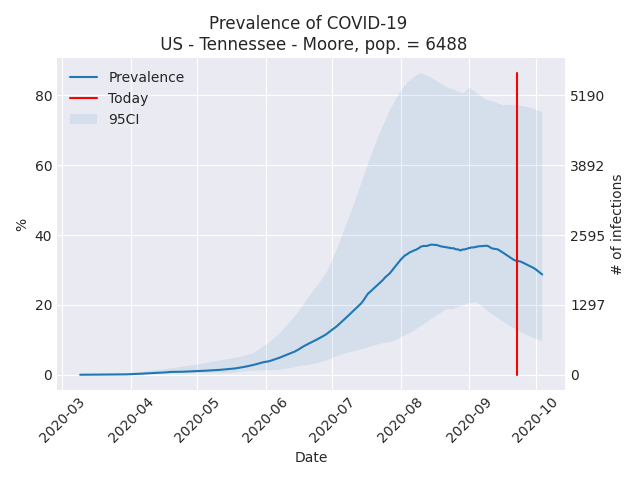 Prevalence of COVID-19
US - Tennessee - Moore, pop. = 6488
Prevalence
Today
95CI
80
60
40
20
0
%
5190
3892
2595
1297
0
# of infections
2020-03
2020-04
2020-05
2020-06
2020-07
2020-08
2020-09
2020-10
Date